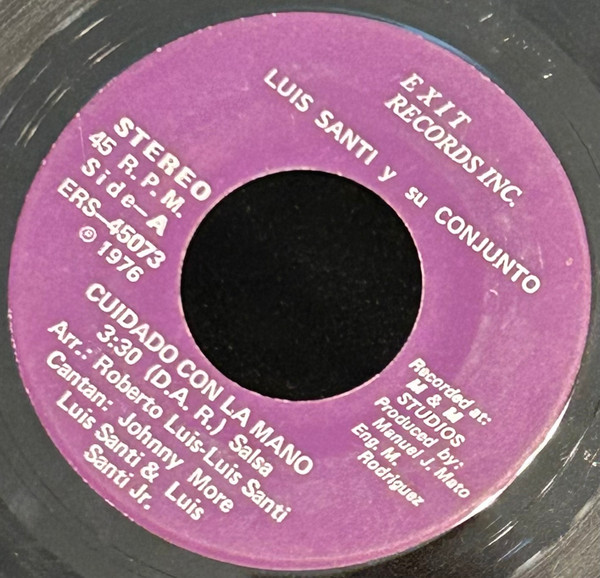 EXIT
RECORDS INC.
LUIS SANTI y su CONJUNTO
STEREO
45 R. P. M.
Side—A
ERS—45073
℗ 1976
CUIDADO CON LA MANO
3:30 (D. A. R.) Salsa
Arr.: Roberto Luis-Luis Santi
Cantan: Johnny More
Luis Santi & Luis
Santi Jr.
Recorded at:
M & M
STUDIOS
Produced by:
Manuel J. Mato
Eng. M.
Rodriguez